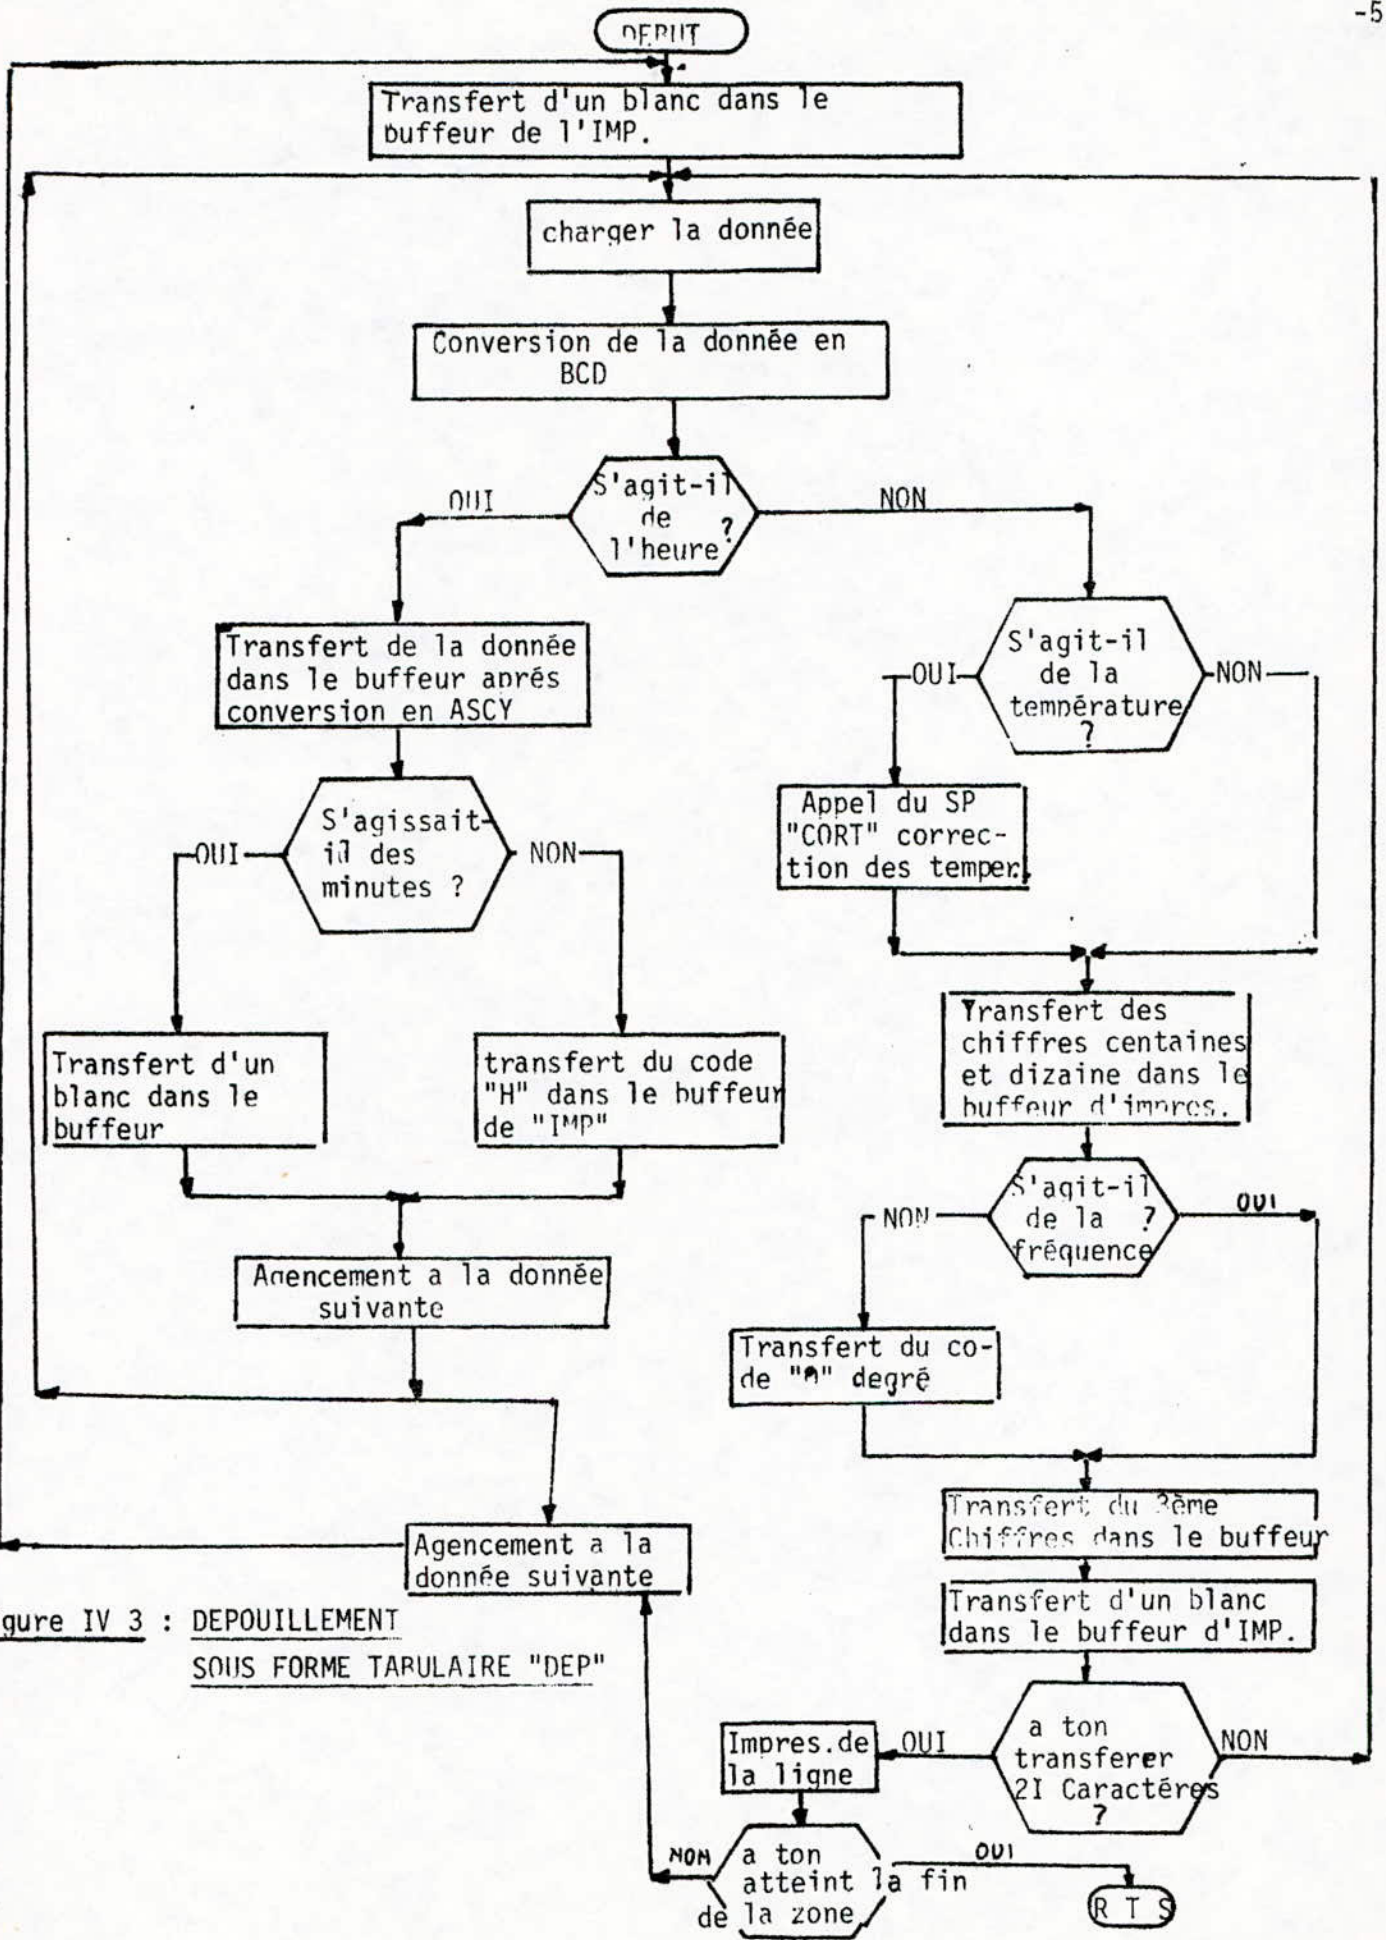 -5
DEBUT
Transfert d'un blanc dans le
buffeur de l'IMP.
charger la donnée
Conversion de la donnée en
BCD
S'agit-il
de ?
l'heure
OUI
NON
Transfert de la donnée
dans le buffeur aprés
conversion en ASCY
S'agit-il
de la
température
?
OUI
NON
S'agissait-
il des
minutes ?
OUI
NON
Appel du SP
"CORT" correc-
tion des temper.
Transfert d'un
blanc dans le
buffeur
transfert du code
"H" dans le buffeur
de "IMP"
Transfert des
chiffres centaines
et dizaine dans le
buffeur d'impres.
S'agit-il
de la ?
fréquence
NON
OUI
Agencement a la donnée
suivante
Transfert du co-
de degré
Transfert du 3ème
Chiffres dans le buffeur
Agencement a la
donnée suivante
Transfert d'un blanc
dans le buffeur d'IMP.
gure IV 3 : DEPOUILLEMENT
SOUS FORME TABULAIRE "DEP"
a ton
transferer
2I Caractéres
?
OUI
NON
Impres.de
la ligne
a ton
atteint la fin
de la zone
NON
OUI
R T S